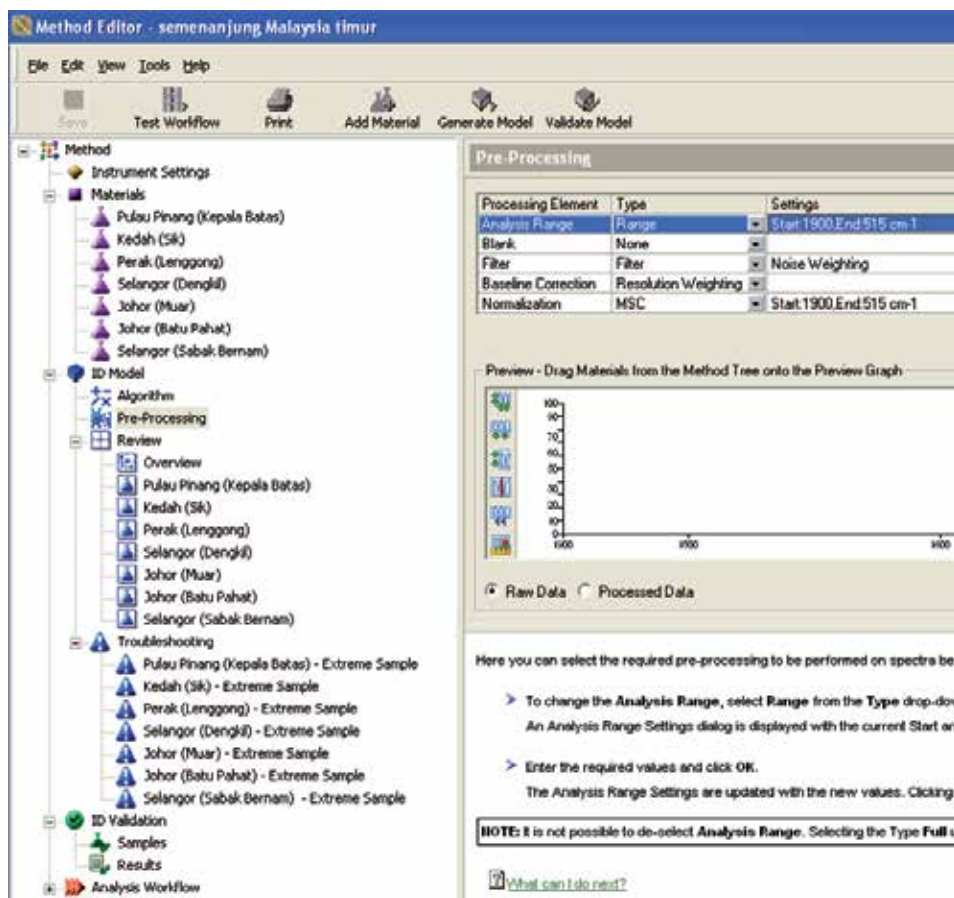 Method Editor - semenanjung Malaysia timur
File Edit View Tools Help
Save Test Workflow Print Add Material Generate Model Validate Model
Method
Instrument Settings
Materials
Pulau Pinang (Kepala Batas)
Kedah (Sik)
Perak (Lenggong)
Selangor (Dengkil)
Johor (Muar)
Johor (Batu Pahat)
Selangor (Sabak Bernam)
ID Model
Algorithm
Pre-Processing
Review
Overview
Pulau Pinang (Kepala Batas)
Kedah (Sik)
Perak (Lenggong)
Selangor (Dengkil)
Johor (Muar)
Johor (Batu Pahat)
Selangor (Sabak Bernam)
Troubleshooting
Pulau Pinang (Kepala Batas) - Extreme Sample
Kedah (Sik) - Extreme Sample
Perak (Lenggong) - Extreme Sample
Selangor (Dengkil) - Extreme Sample
Johor (Muar) - Extreme Sample
Johor (Batu Pahat) - Extreme Sample
Selangor (Sabak Bernam) - Extreme Sample
ID Validation
Samples
Results
Analysis Workflow
Pre-Processing
Processing Element Type Settings
Analysis Range Range Start:1900,End:515 cm-1
Blank None
Filter Filter Noise Weighting
Baseline Correction Resolution Weighting
Normalization MSC Start:1900,End:515 cm-1
Preview - Drag Materials from the Method Tree onto the Preview Graph
100
90
70
60
50
30
20
10
0
1900
Raw Data Processed Data
Here you can select the required pre-processing to be performed on spectra be
To change the Analysis Range, select Range from the Type drop-dow
An Analysis Range Settings dialog is displayed with the current Start an
Enter the required values and click OK.
The Analysis Range Settings are updated with the new values. Clicking
NOTE: It is not possible to de-select Analysis Range. Selecting the Type Full u
What can I do next?